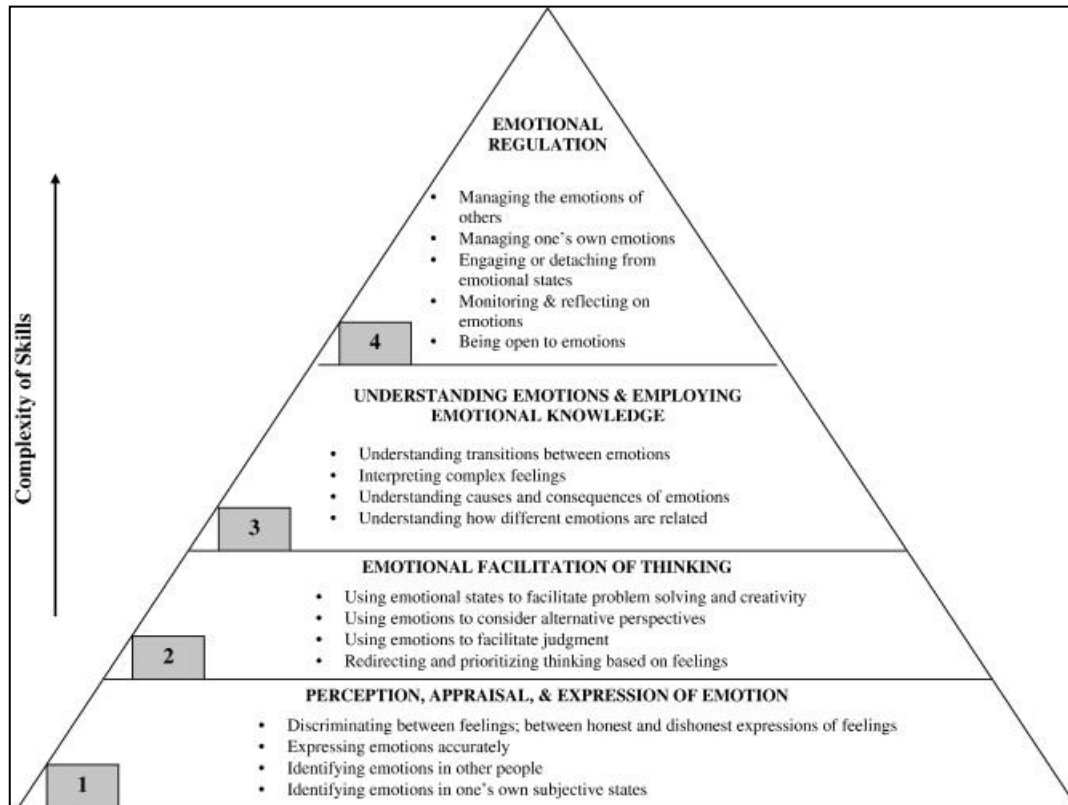 EMOTIONAL
REGULATION
• Managing the emotions of
others
• Managing one's own emotions
• Engaging or detaching from
emotional states
• Monitoring & reflecting on
emotions
• Being open to emotions
4
Complexity of Skills
UNDERSTANDING EMOTIONS & EMPLOYING
EMOTIONAL KNOWLEDGE
• Understanding transitions between emotions
• Interpreting complex feelings
• Understanding causes and consequences of emotions
• Understanding how different emotions are related
3
EMOTIONAL FACILITATION OF THINKING
• Using emotional states to facilitate problem solving and creativity
• Using emotions to consider alternative perspectives
• Using emotions to facilitate judgment
• Redirecting and prioritizing thinking based on feelings
2
PERCEPTION, APPRAISAL, & EXPRESSION OF EMOTION
• Discriminating between feelings; between honest and dishonest expressions of feelings
• Expressing emotions accurately
• Identifying emotions in other people
• Identifying emotions in one's own subjective states
1